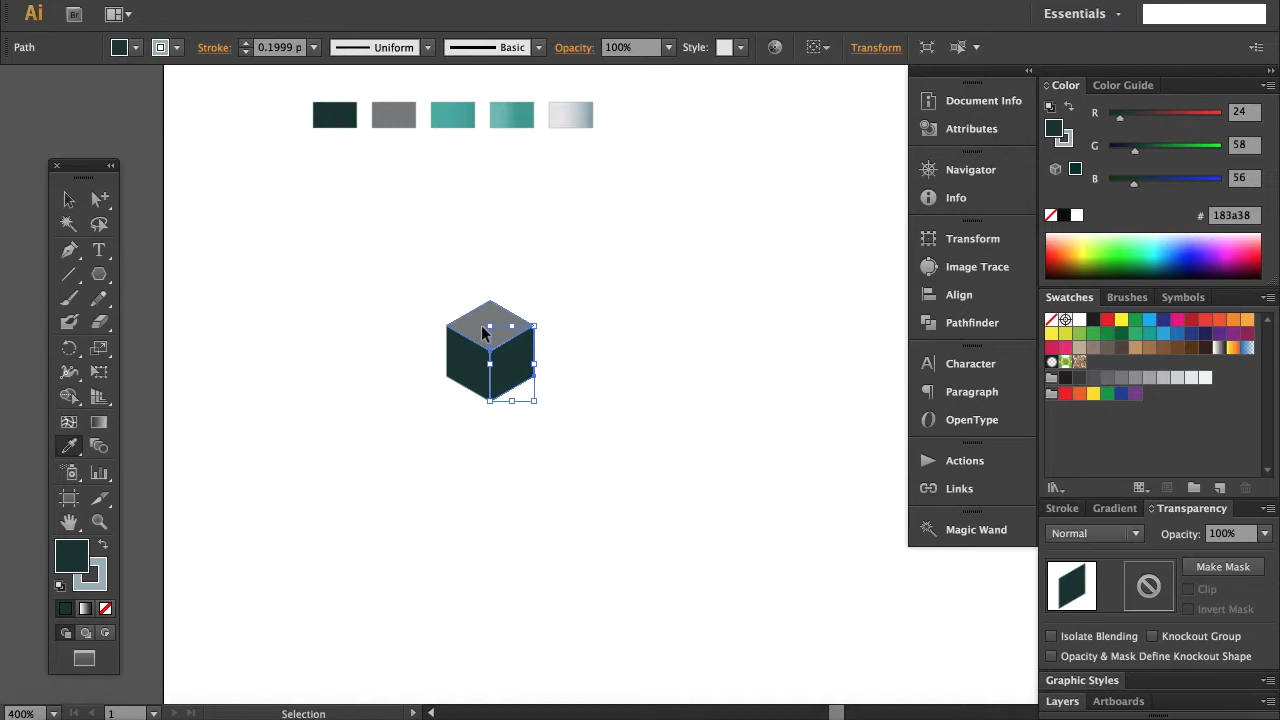 Ai Br Essentials
Path Stroke: 0.1999 p Uniform Basic Opacity: 100% Style: Transform
Color Color Guide
R 24
G 58
B 56
# 183a38
Document Info
Attributes
Navigator
Info
Transform
Image Trace
Align
Pathfinder
Character
Paragraph
OpenType
Actions
Links
Magic Wand
Swatches Brushes Symbols
Stroke Gradient Transparency
Normal Opacity: 100%
Make Mask
Clip
Invert Mask
Isolate Blending Knockout Group
Opacity & Mask Define Knockout Shape
Graphic Styles
Layers Artboards
400% 1 Selection